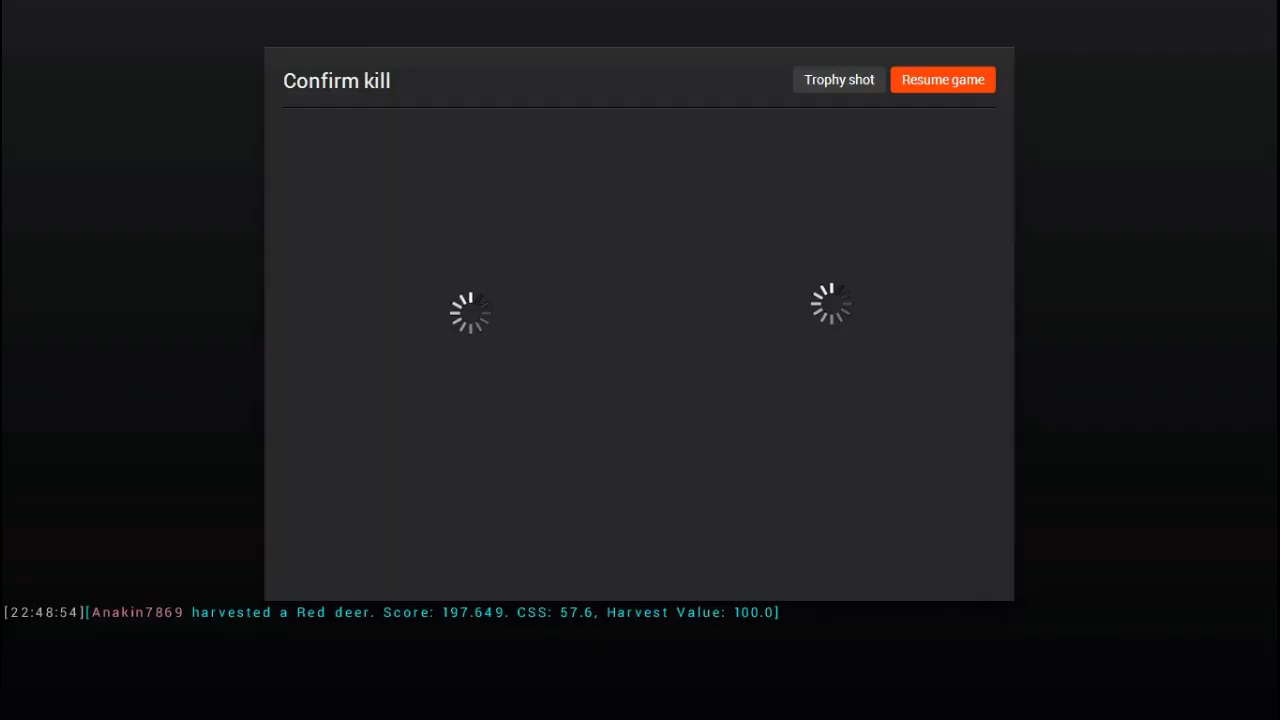 Confirm kill
Trophy shot
Resume game
[22:48:54][Anakin7869 harvested a Red deer. Score: 197.649. CSS: 57.6, Harvest Value: 100.0]